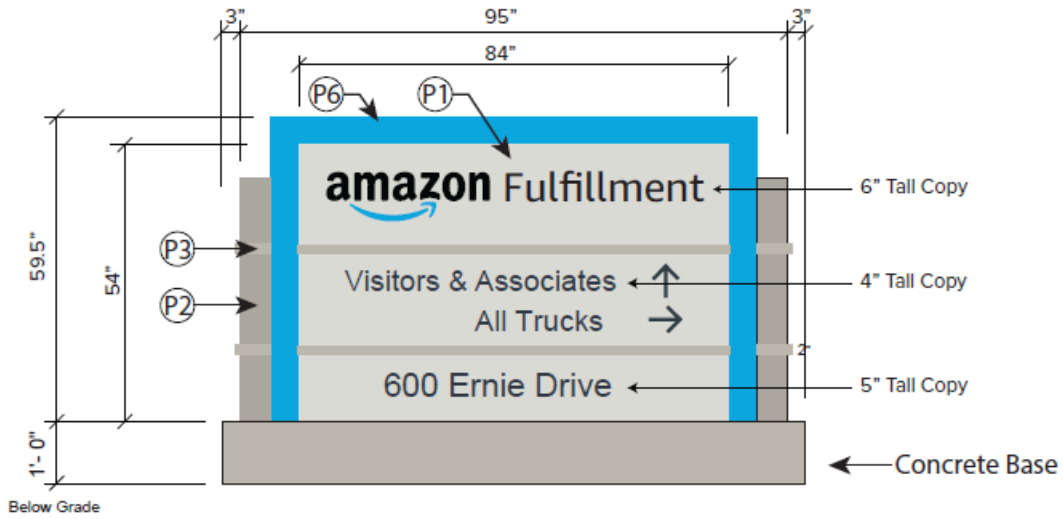 3" 95" 3"
84"
P6 P1
amazon Fulfillment
6" Tall Copy
59.5"
54"
P3
Visitors & Associates ↑
4" Tall Copy
P2
All Trucks →
2"
600 Ernie Drive
5" Tall Copy
1'- 0"
Concrete Base
Below Grade